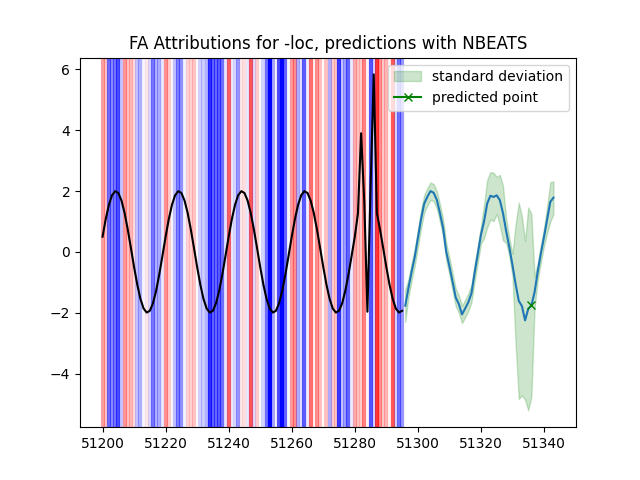 FA Attributions for -loc, predictions with NBEATS
standard deviation
predicted point
6
4
2
0
−2
−4
51200 51220 51240 51260 51280 51300 51320 51340